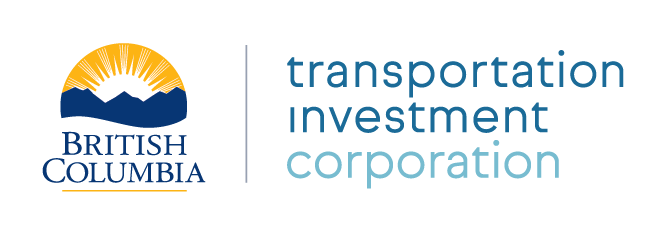 BRITISH
COLUMBIA
transportation
investment
corporation